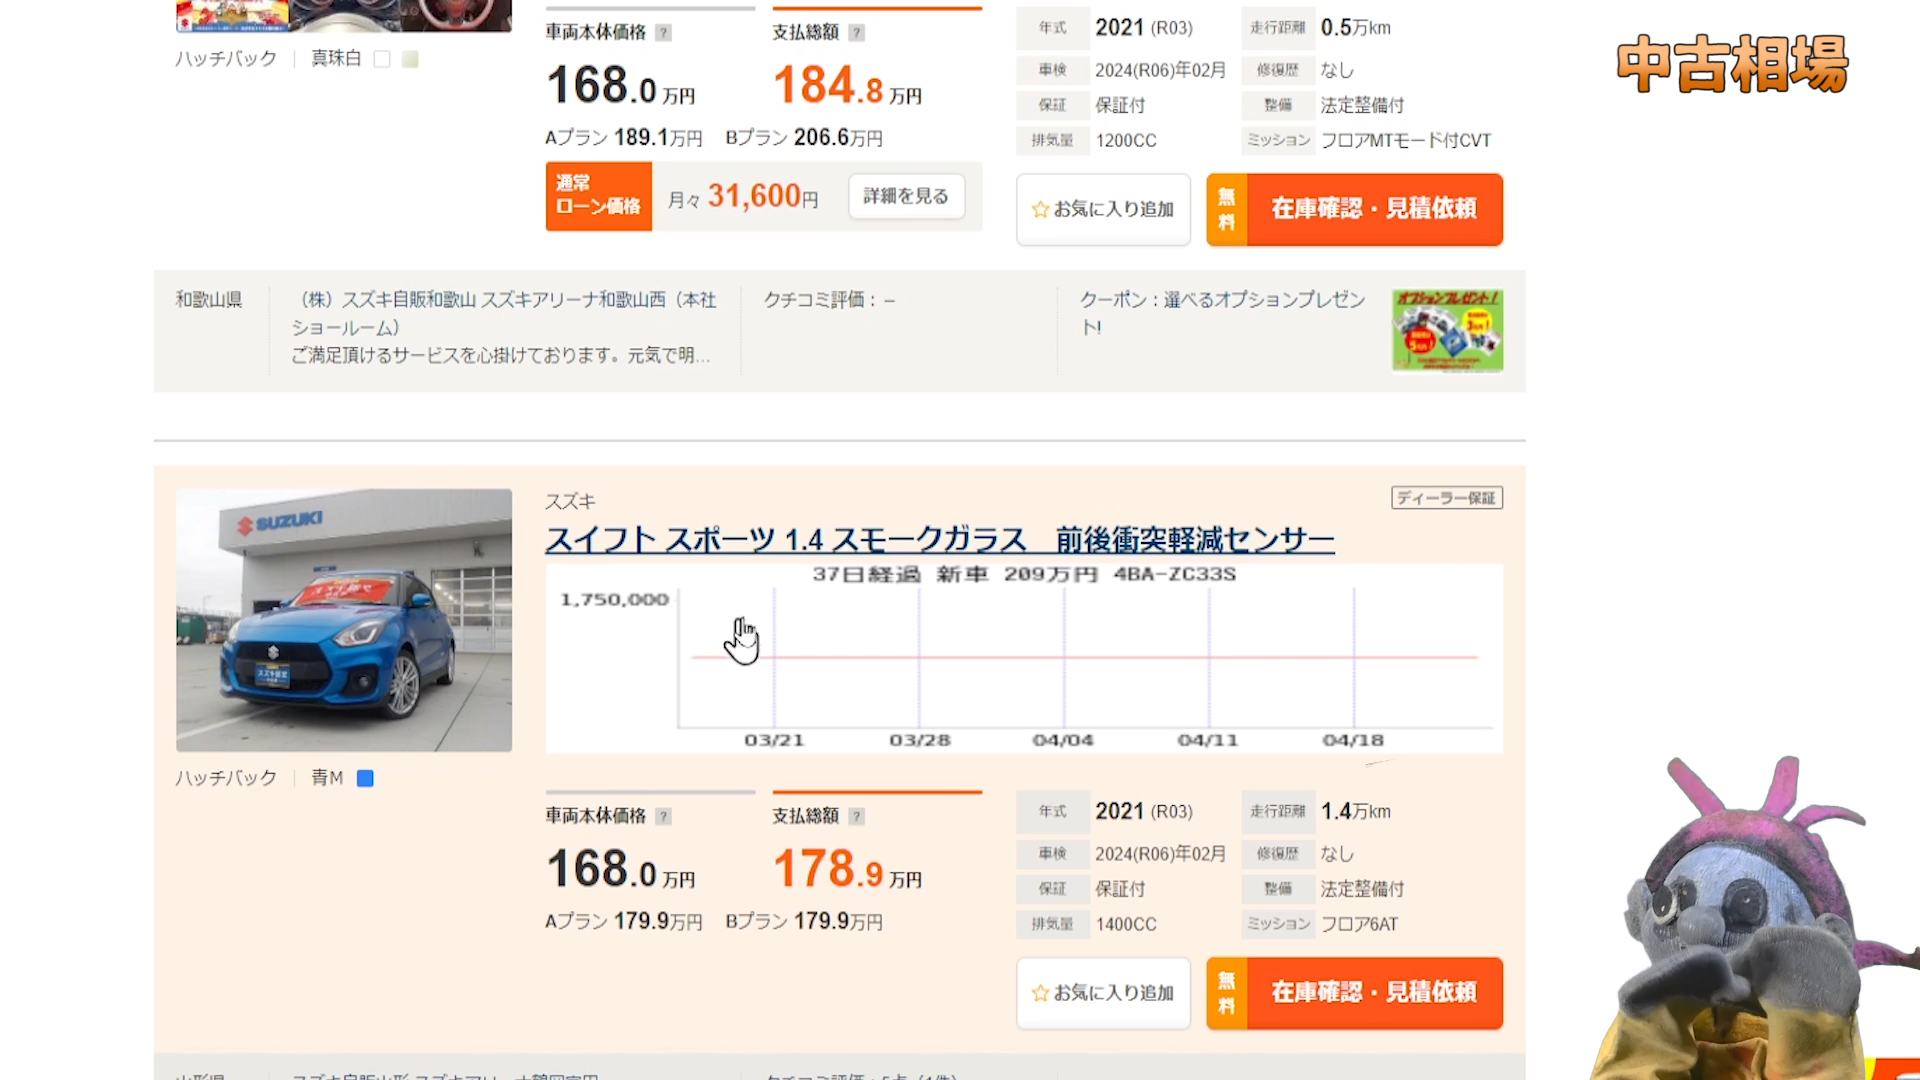 中古相場
ハッチバック 真珠白
車両本体価格 ?
168.0 万円
支払総額 ?
184.8 万円
Aプラン 189.1万円 Bプラン 206.6万円
通常
ローン価格
月々 31,600円
詳細を見る
年式 2021 (R03) 走行距離 0.5万km
車検 2024(R06)年02月 修復歴 なし
保証 保証付 整備 法定整備付
排気量 1200CC ミッション フロアMTモード付CVT
☆お気に入り追加
無料
在庫確認・見積依頼
和歌山県
（株）スズキ自販和歌山 スズキアリーナ和歌山西（本社
ショールーム）
ご満足頂けるサービスを心掛けております。元気で明...
クチコミ評価：–
クーポン：選べるオプションプレゼン
ト!
オプションプレゼント！
SUZUKI
ハッチバック 青M
スズキ
ディーラー保証
スイフト スポーツ 1.4 スモークガラス　前後衝突軽減センサー
37日経過 新車 209万円 4BA-ZC33S
1,750,000
03/21 03/28 04/04 04/11 04/18
車両本体価格 ?
168.0 万円
支払総額 ?
178.9 万円
Aプラン 179.9万円 Bプラン 179.9万円
年式 2021 (R03) 走行距離 1.4万km
車検 2024(R06)年02月 修復歴 なし
保証 保証付 整備 法定整備付
排気量 1400CC ミッション フロア6AT
☆お気に入り追加
無料
在庫確認・見積依頼